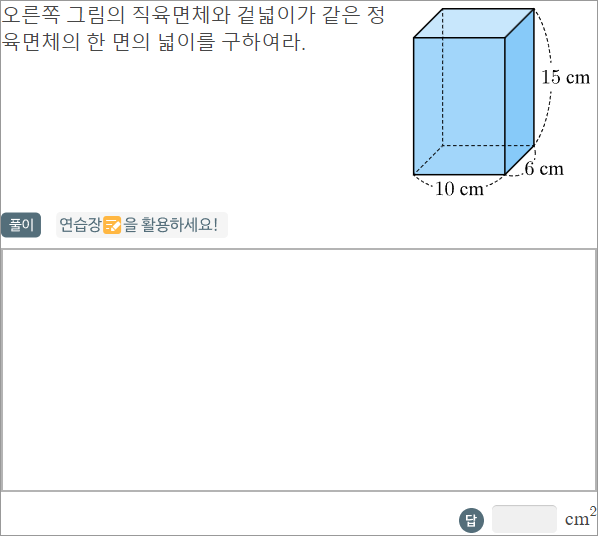 오른쪽 그림의 직육면체와 겉넓이가 같은 정
육면체의 한 면의 넓이를 구하여라.
15 cm
6 cm
10 cm
풀이 연습장을 활용하세요!
답 cm²